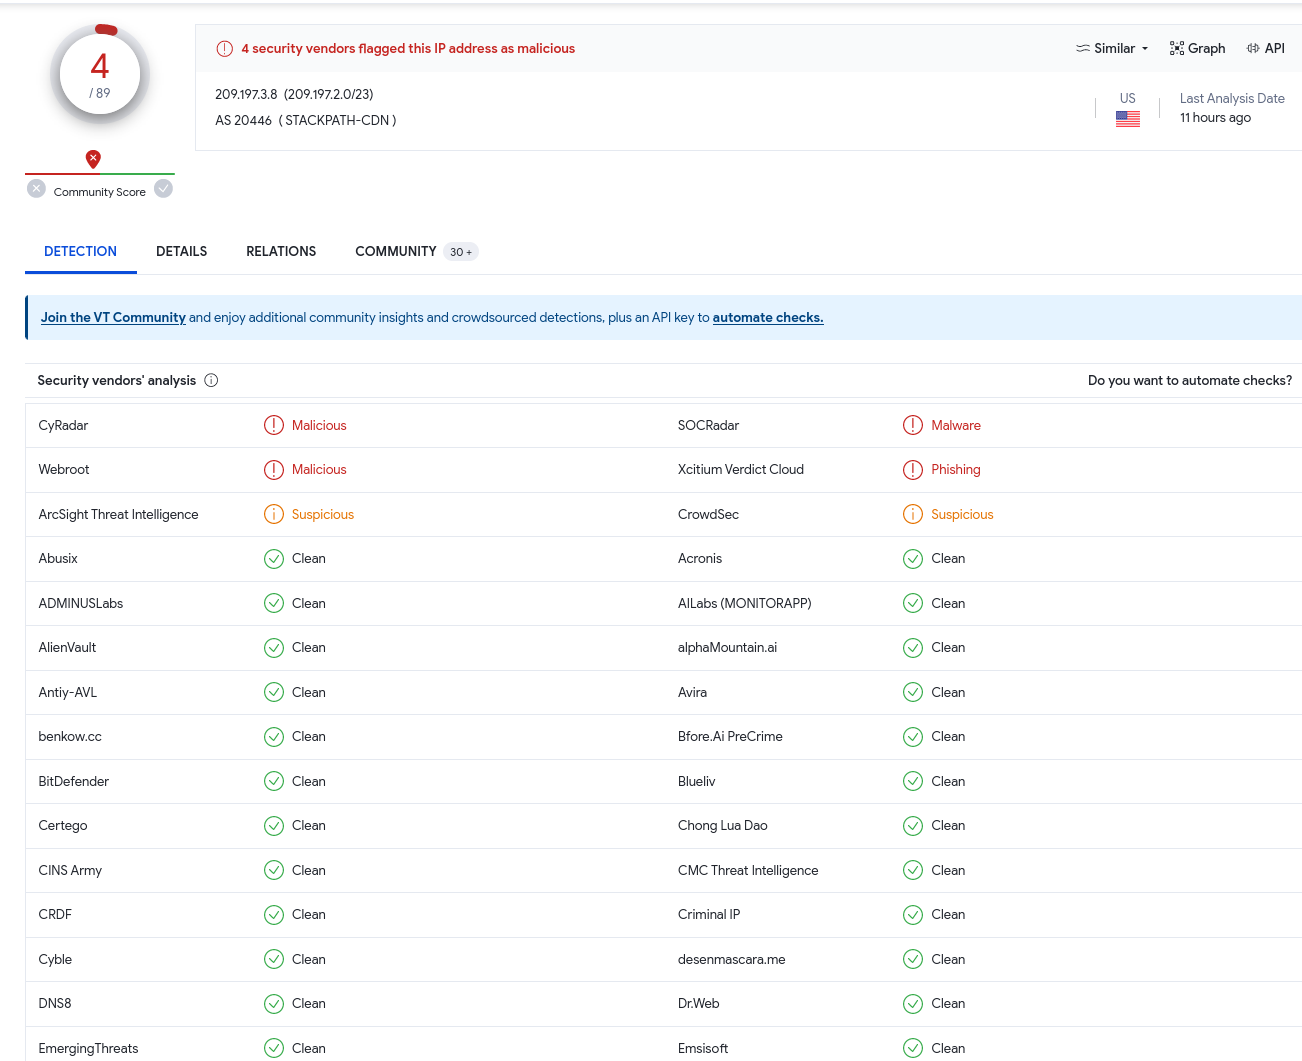 4
/ 89
Community Score
4 security vendors flagged this IP address as malicious
Similar
Graph
API
209.197.3.8 (209.197.2.0/23)
AS 20446 ( STACKPATH-CDN )
US
Last Analysis Date
11 hours ago
DETECTION
DETAILS
RELATIONS
COMMUNITY 30 +
Join the VT Community and enjoy additional community insights and crowdsourced detections, plus an API key to automate checks.
Security vendors' analysis
Do you want to automate checks?
CyRadar Malicious SOCRadar Malware
Webroot Malicious Xcitium Verdict Cloud Phishing
ArcSight Threat Intelligence Suspicious CrowdSec Suspicious
Abusix Clean Acronis Clean
ADMINUSLabs Clean AILabs (MONITORAPP) Clean
AlienVault Clean alphaMountain.ai Clean
Antiy-AVL Clean Avira Clean
benkow.cc Clean Bfore.Ai PreCrime Clean
BitDefender Clean Blueliv Clean
Certego Clean Chong Lua Dao Clean
CINS Army Clean CMC Threat Intelligence Clean
CRDF Clean Criminal IP Clean
Cyble Clean desenmascara.me Clean
DNS8 Clean Dr.Web Clean
EmergingThreats Clean Emsisoft Clean